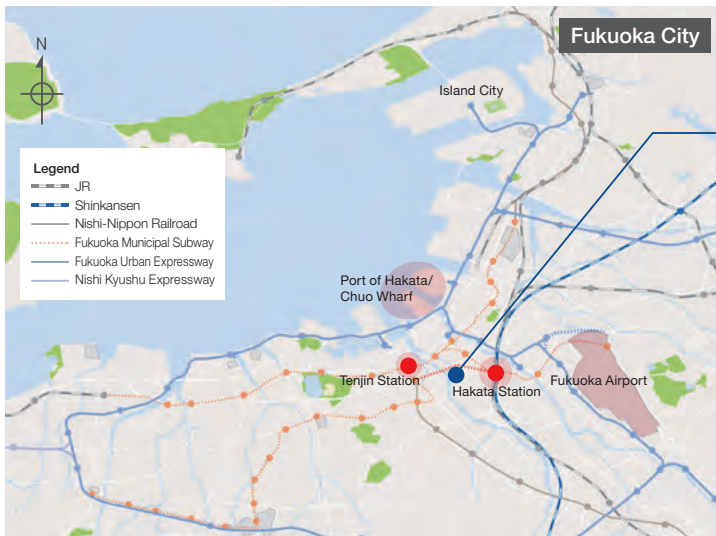 Fukuoka City
N
Island City
Legend
JR
Shinkansen
Nishi-Nippon Railroad
Fukuoka Municipal Subway
Fukuoka Urban Expressway
Nishi Kyushu Expressway
Port of Hakata/
Chuo Wharf
Tenjin Station
Hakata Station
Fukuoka Airport